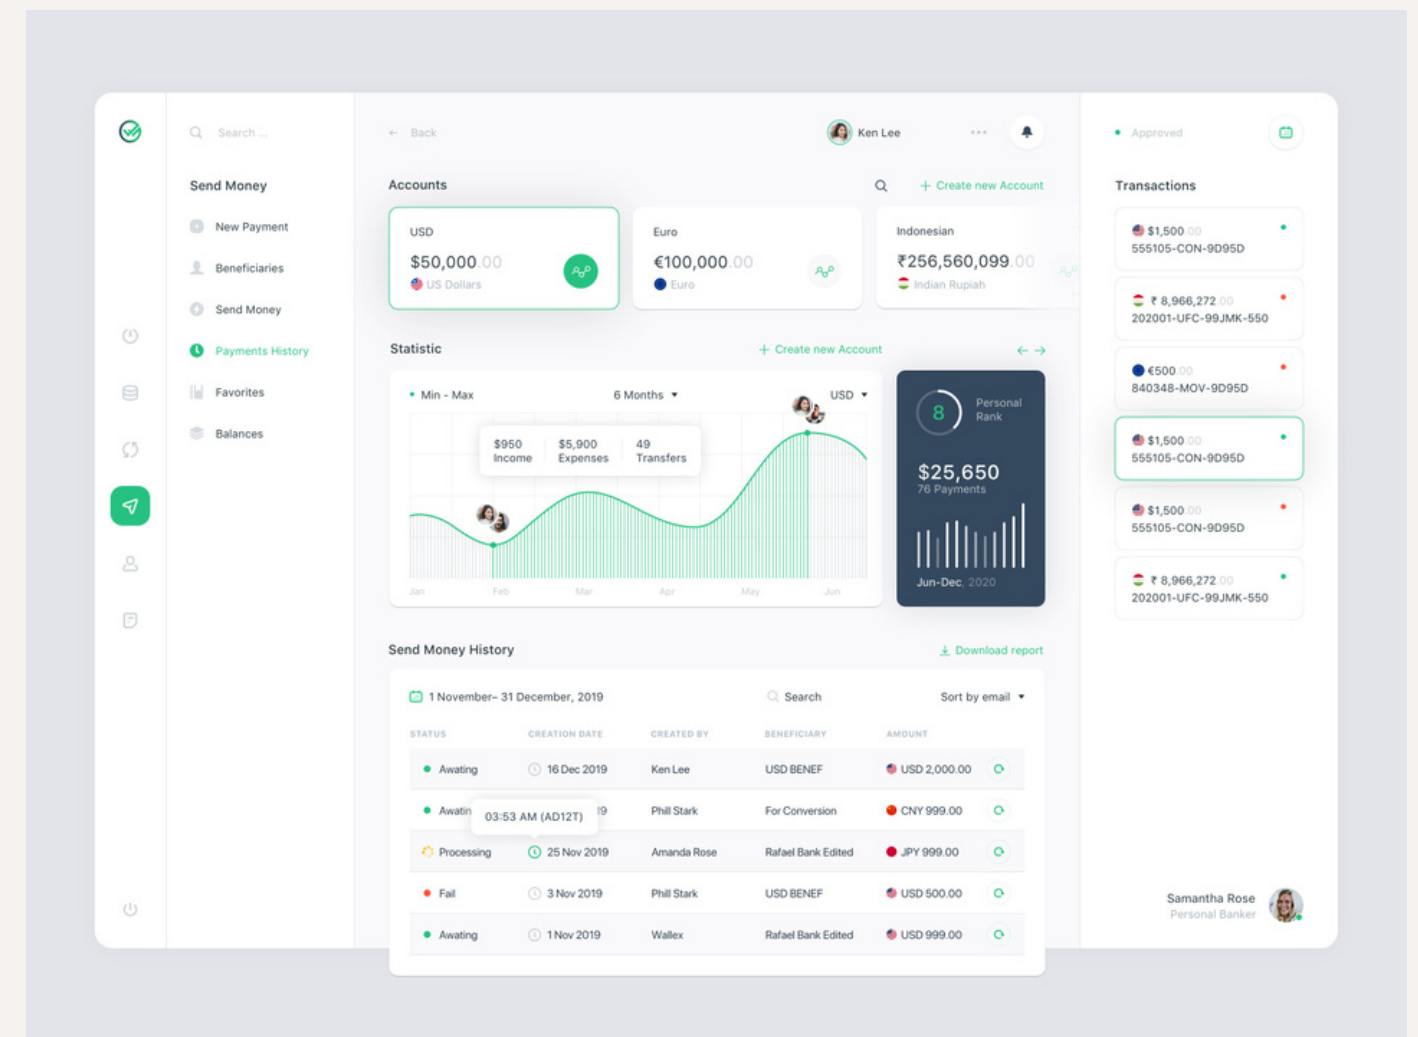 Search ...
Send Money
New Payment
Beneficiaries
Send Money
Payments History
Favorites
Balances
← Back
Ken Lee
Accounts
+ Create new Account
USD
$50,000.00
US Dollars
Euro
€100,000.00
Euro
Indonesian
₹256,560,099.00
Indian Rupiah
Statistic
+ Create new Account
← →
Min - Max
6 Months
USD
$950
Income
$5,900
Expenses
49
Transfers
Jan
Feb
Mar
Apr
May
Jun
8
Personal
Rank
$25,650
76 Payments
Jun-Dec, 2020
Send Money History
Download report
1 November– 31 December, 2019
Search
Sort by email
STATUS CREATION DATE CREATED BY BENEFICIARY AMOUNT
Awating 16 Dec 2019 Ken Lee USD BENEF USD 2,000.00
Awatin 19 Phill Stark For Conversion CNY 999.00
03:53 AM (AD12T)
Processing 25 Nov 2019 Amanda Rose Rafael Bank Edited JPY 999.00
Fail 3 Nov 2019 Phill Stark USD BENEF USD 500.00
Awating 1 Nov 2019 Wallex Rafael Bank Edited USD 999.00
Approved
Transactions
$1,500.00
555105-CON-9D95D
₹ 8,966,272.00
202001-UFC-99JMK-550
€500.00
840348-MOV-9D95D
$1,500.00
555105-CON-9D95D
$1,500.00
555105-CON-9D95D
₹ 8,966,272.00
202001-UFC-99JMK-550
Samantha Rose
Personal Banker